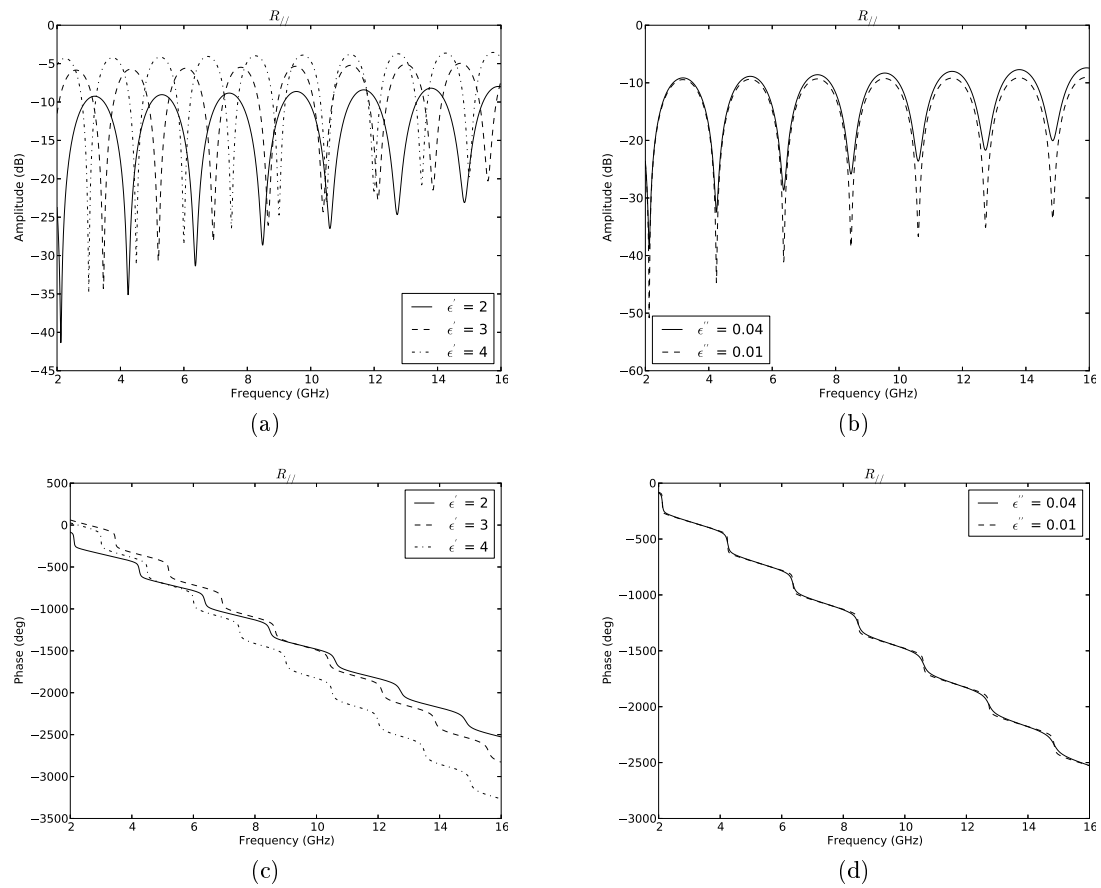 R//
0
−5
−10
−15
−20
−25
−30
−35
−40
−45
Amplitude (dB)
2 4 6 8 10 12 14 16
Frequency (GHz)
ϵ′ = 2
ϵ′ = 3
ϵ′ = 4
(a)
R//
0
−10
−20
−30
−40
−50
−60
Amplitude (dB)
2 4 6 8 10 12 14 16
Frequency (GHz)
ϵ′′ = 0.04
ϵ′′ = 0.01
(b)
R//
500
0
−500
−1000
−1500
−2000
−2500
−3000
−3500
Phase (deg)
2 4 6 8 10 12 14 16
Frequency (GHz)
ϵ′ = 2
ϵ′ = 3
ϵ′ = 4
(c)
R//
0
−500
−1000
−1500
−2000
−2500
−3000
Phase (deg)
2 4 6 8 10 12 14 16
Frequency (GHz)
ϵ′′ = 0.04
ϵ′′ = 0.01
(d)